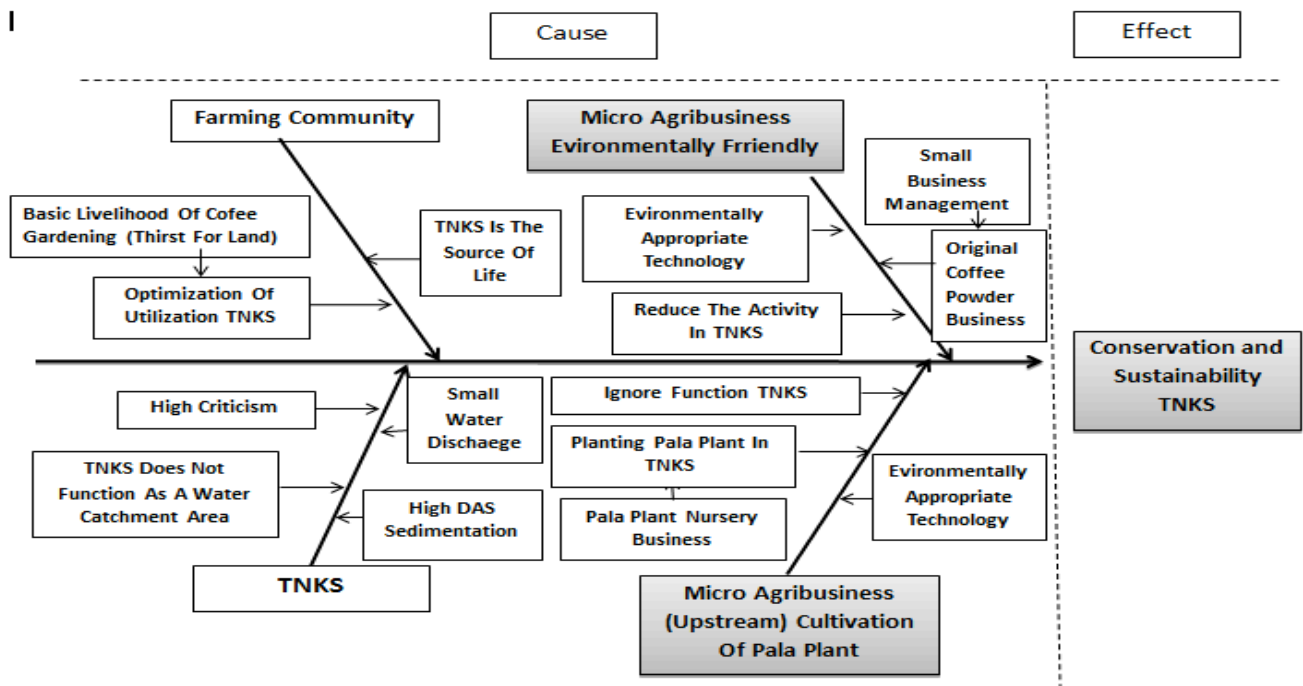 I
Cause
Effect
Farming Community
Micro Agribusiness
Evironmentally Frriendly
Small
Business
Management
Basic Livelihood Of Cofee
Gardening (Thirst For Land)
TNKS Is The
Source Of
Life
Evironmentally
Appropriate
Technology
Original
Coffee
Powder
Business
Optimization Of
Utilization TNKS
Reduce The Activity
In TNKS
Conservation and
Sustainability
TNKS
High Criticism
Small
Water
Dischaege
Ignore Function TNKS
Planting Pala Plant In
TNKS
TNKS Does Not
Function As A Water
Catchment Area
Evironmentally
Appropriate
Technology
High DAS
Sedimentation
Pala Plant Nursery
Business
TNKS
Micro Agribusiness
(Upstream) Cultivation
Of Pala Plant